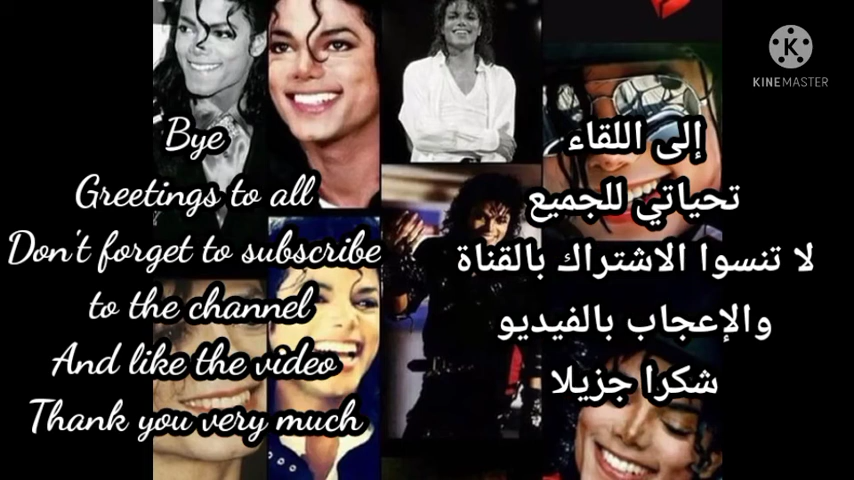 KINEMASTER
Bye
Greetings to all
Don't forget to subscribe
to the channel
And like the video
Thank you very much
إلى اللقاء
تحياتي للجميع
لا تنسوا الاشتراك بالقناة
والإعجاب بالفيديو
شكرا جزيلا